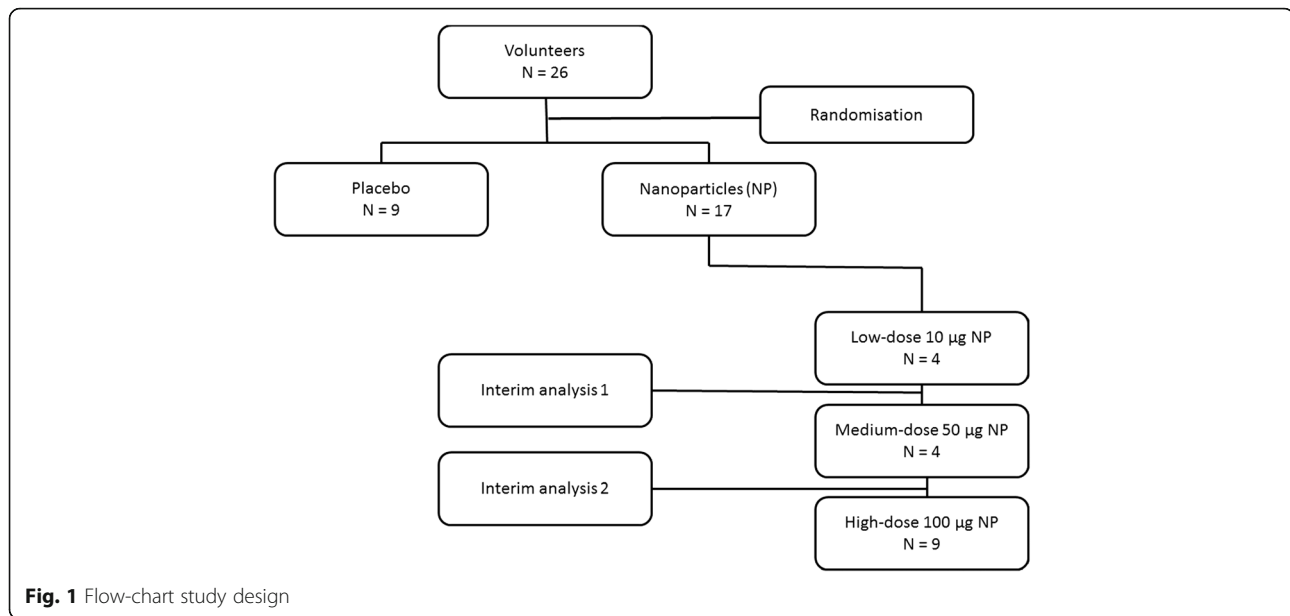 Volunteers
N = 26
Randomisation
Placebo
N = 9
Nanoparticles (NP)
N = 17
Low-dose 10 µg NP
N = 4
Interim analysis 1
Medium-dose 50 µg NP
N = 4
Interim analysis 2
High-dose 100 µg NP
N = 9
Fig. 1 Flow-chart study design